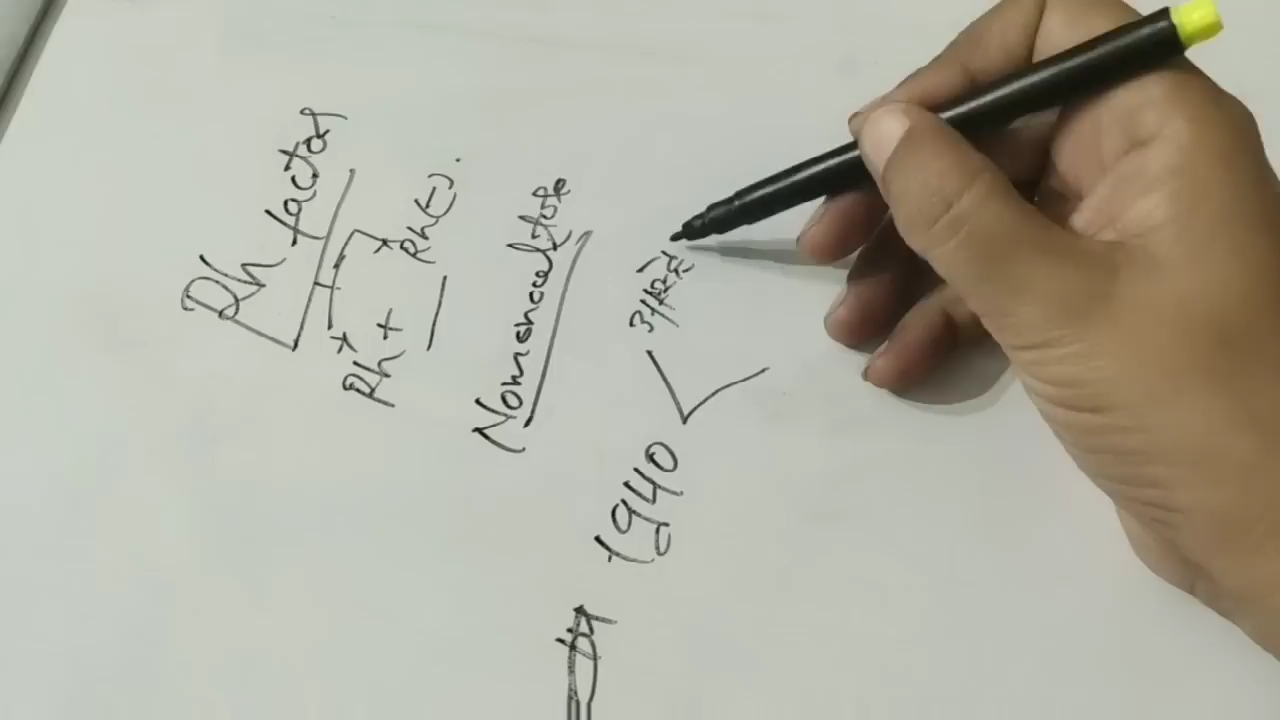 Rh factor
Rh + Rh(-).
Nomenclature
1940